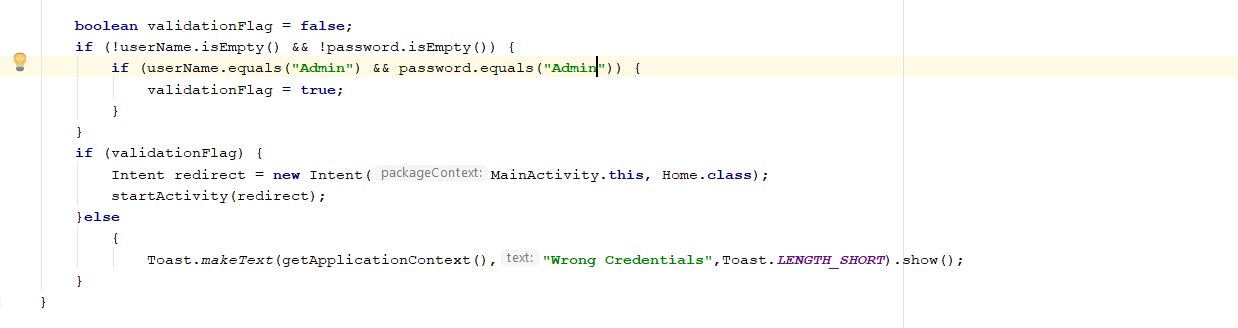 boolean validationFlag = false;
if (!userName.isEmpty() && !password.isEmpty()) {
if (userName.equals("Admin") && password.equals("Admin")) {
validationFlag = true;
}
}
if (validationFlag) {
Intent redirect = new Intent( packageContext: MainActivity.this, Home.class);
startActivity(redirect);
}else
{
Toast.makeText(getApplicationContext(), text: "Wrong Credentials",Toast.LENGTH_SHORT).show();
}
}